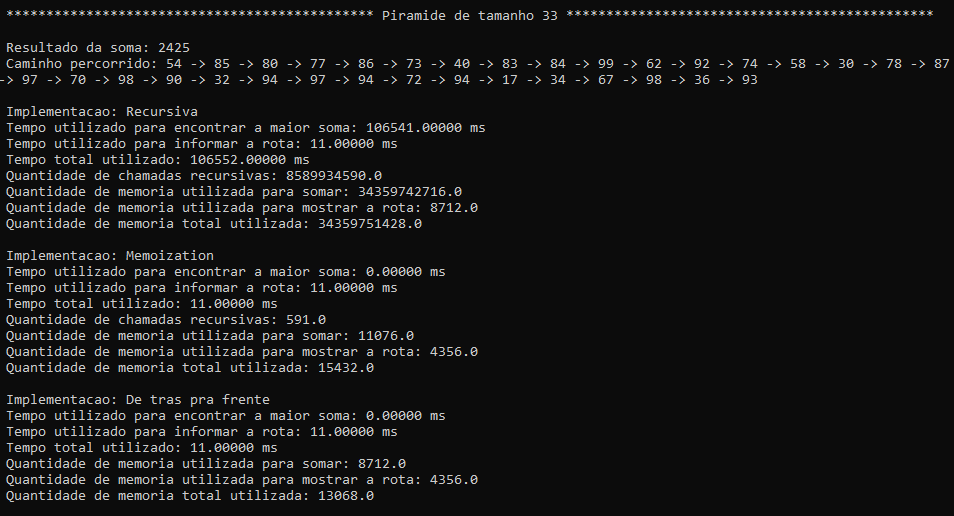 ********************************************** Piramide de tamanho 33 **********************************************
Resultado da soma: 2425
Caminho percorrido: 54 -> 85 -> 80 -> 77 -> 86 -> 73 -> 40 -> 83 -> 84 -> 99 -> 62 -> 92 -> 74 -> 58 -> 30 -> 78 -> 87
-> 97 -> 70 -> 98 -> 90 -> 32 -> 94 -> 97 -> 94 -> 72 -> 94 -> 17 -> 34 -> 67 -> 98 -> 36 -> 93
Implementacao: Recursiva
Tempo utilizado para encontrar a maior soma: 106541.00000 ms
Tempo utilizado para informar a rota: 11.00000 ms
Tempo total utilizado: 106552.00000 ms
Quantidade de chamadas recursivas: 8589934590.0
Quantidade de memoria utilizada para somar: 34359742716.0
Quantidade de memoria utilizada para mostrar a rota: 8712.0
Quantidade de memoria total utilizada: 34359751428.0
Implementacao: Memoization
Tempo utilizado para encontrar a maior soma: 0.00000 ms
Tempo utilizado para informar a rota: 11.00000 ms
Tempo total utilizado: 11.00000 ms
Quantidade de chamadas recursivas: 591.0
Quantidade de memoria utilizada para somar: 11076.0
Quantidade de memoria utilizada para mostrar a rota: 4356.0
Quantidade de memoria total utilizada: 15432.0
Implementacao: De tras pra frente
Tempo utilizado para encontrar a maior soma: 0.00000 ms
Tempo utilizado para informar a rota: 11.00000 ms
Tempo total utilizado: 11.00000 ms
Quantidade de memoria utilizada para somar: 8712.0
Quantidade de memoria utilizada para mostrar a rota: 4356.0
Quantidade de memoria total utilizada: 13068.0